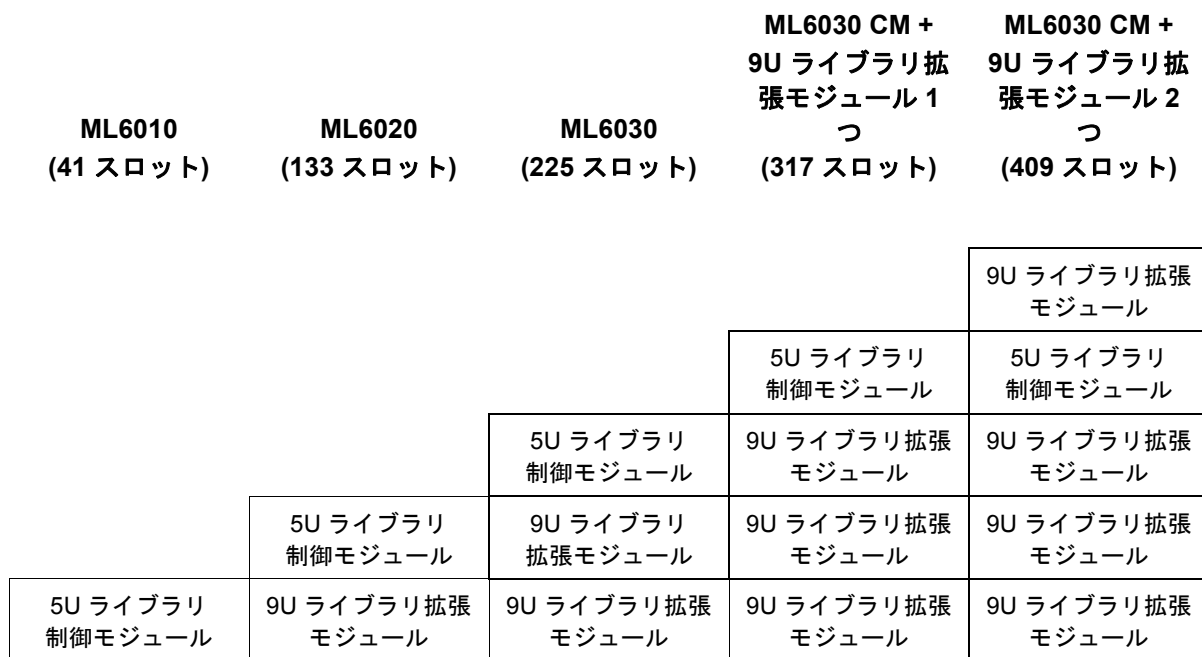 ML6010
(41 スロット)
ML6020
(133 スロット)
ML6030
(225 スロット)
ML6030 CM +
9U ライブラリ拡
張モジュール 1
つ
(317 スロット)
ML6030 CM +
9U ライブラリ拡
張モジュール 2
つ
(409 スロット)
9U ライブラリ拡張
モジュール
5U ライブラリ
制御モジュール
5U ライブラリ
制御モジュール
5U ライブラリ
制御モジュール
9U ライブラリ拡張
モジュール
9U ライブラリ拡張
モジュール
5U ライブラリ
制御モジュール
9U ライブラリ
拡張モジュール
9U ライブラリ拡張
モジュール
9U ライブラリ拡張
モジュール
5U ライブラリ
制御モジュール
9U ライブラリ拡張
モジュール
9U ライブラリ拡張
モジュール
9U ライブラリ拡張
モジュール
9U ライブラリ拡張
モジュール